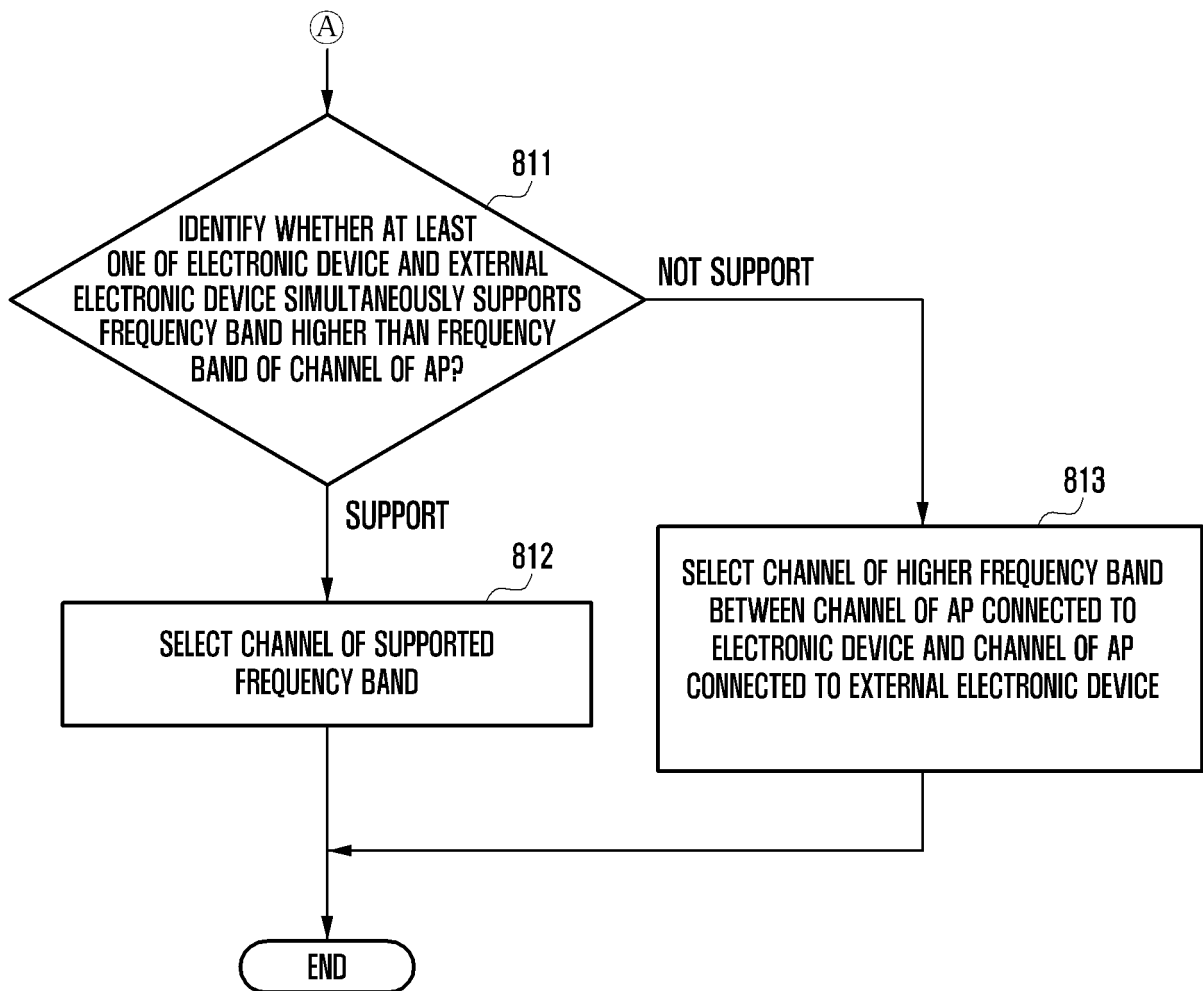 A
811
IDENTIFY WHETHER AT LEAST
ONE OF ELECTRONIC DEVICE AND EXTERNAL
ELECTRONIC DEVICE SIMULTANEOUSLY SUPPORTS
FREQUENCY BAND HIGHER THAN FREQUENCY
BAND OF CHANNEL OF AP?
NOT SUPPORT
SUPPORT
812
SELECT CHANNEL OF SUPPORTED
FREQUENCY BAND
813
SELECT CHANNEL OF HIGHER FREQUENCY BAND
BETWEEN CHANNEL OF AP CONNECTED TO
ELECTRONIC DEVICE AND CHANNEL OF AP
CONNECTED TO EXTERNAL ELECTRONIC DEVICE
END